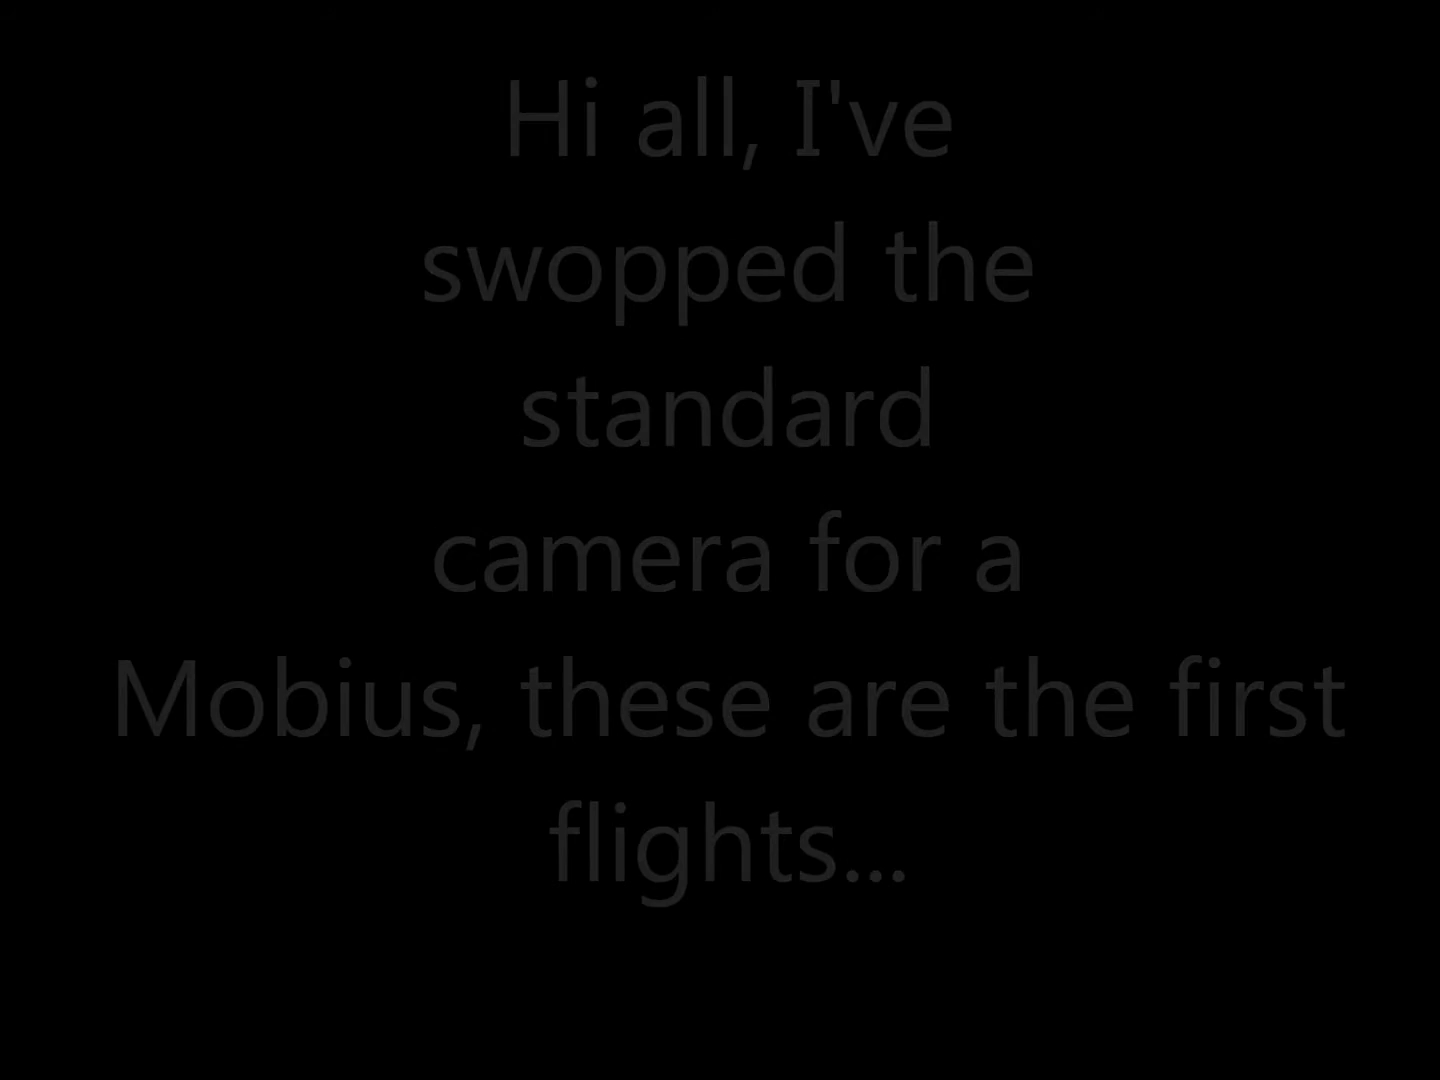 Hi all, I've
swopped the
standard
camera for a
Mobius, these are the first
flights...